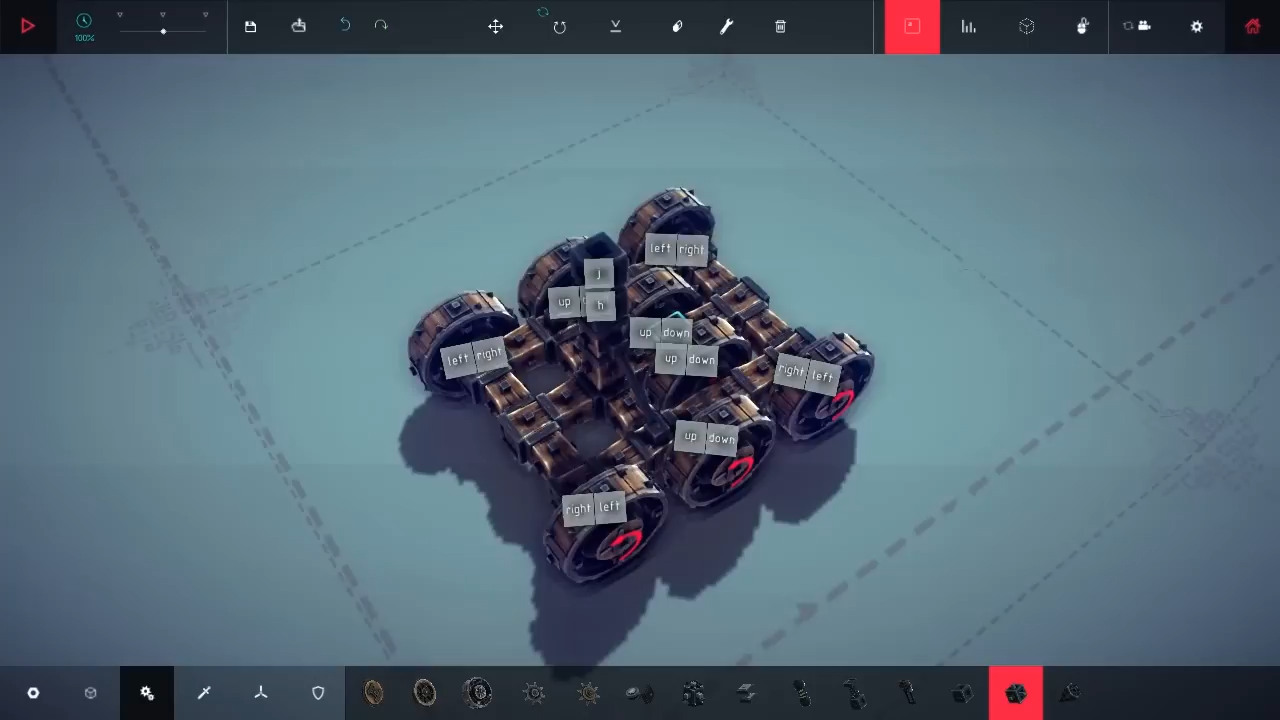 100%
left right
j
up
h
up down
left right
up down
right left
up down
right left